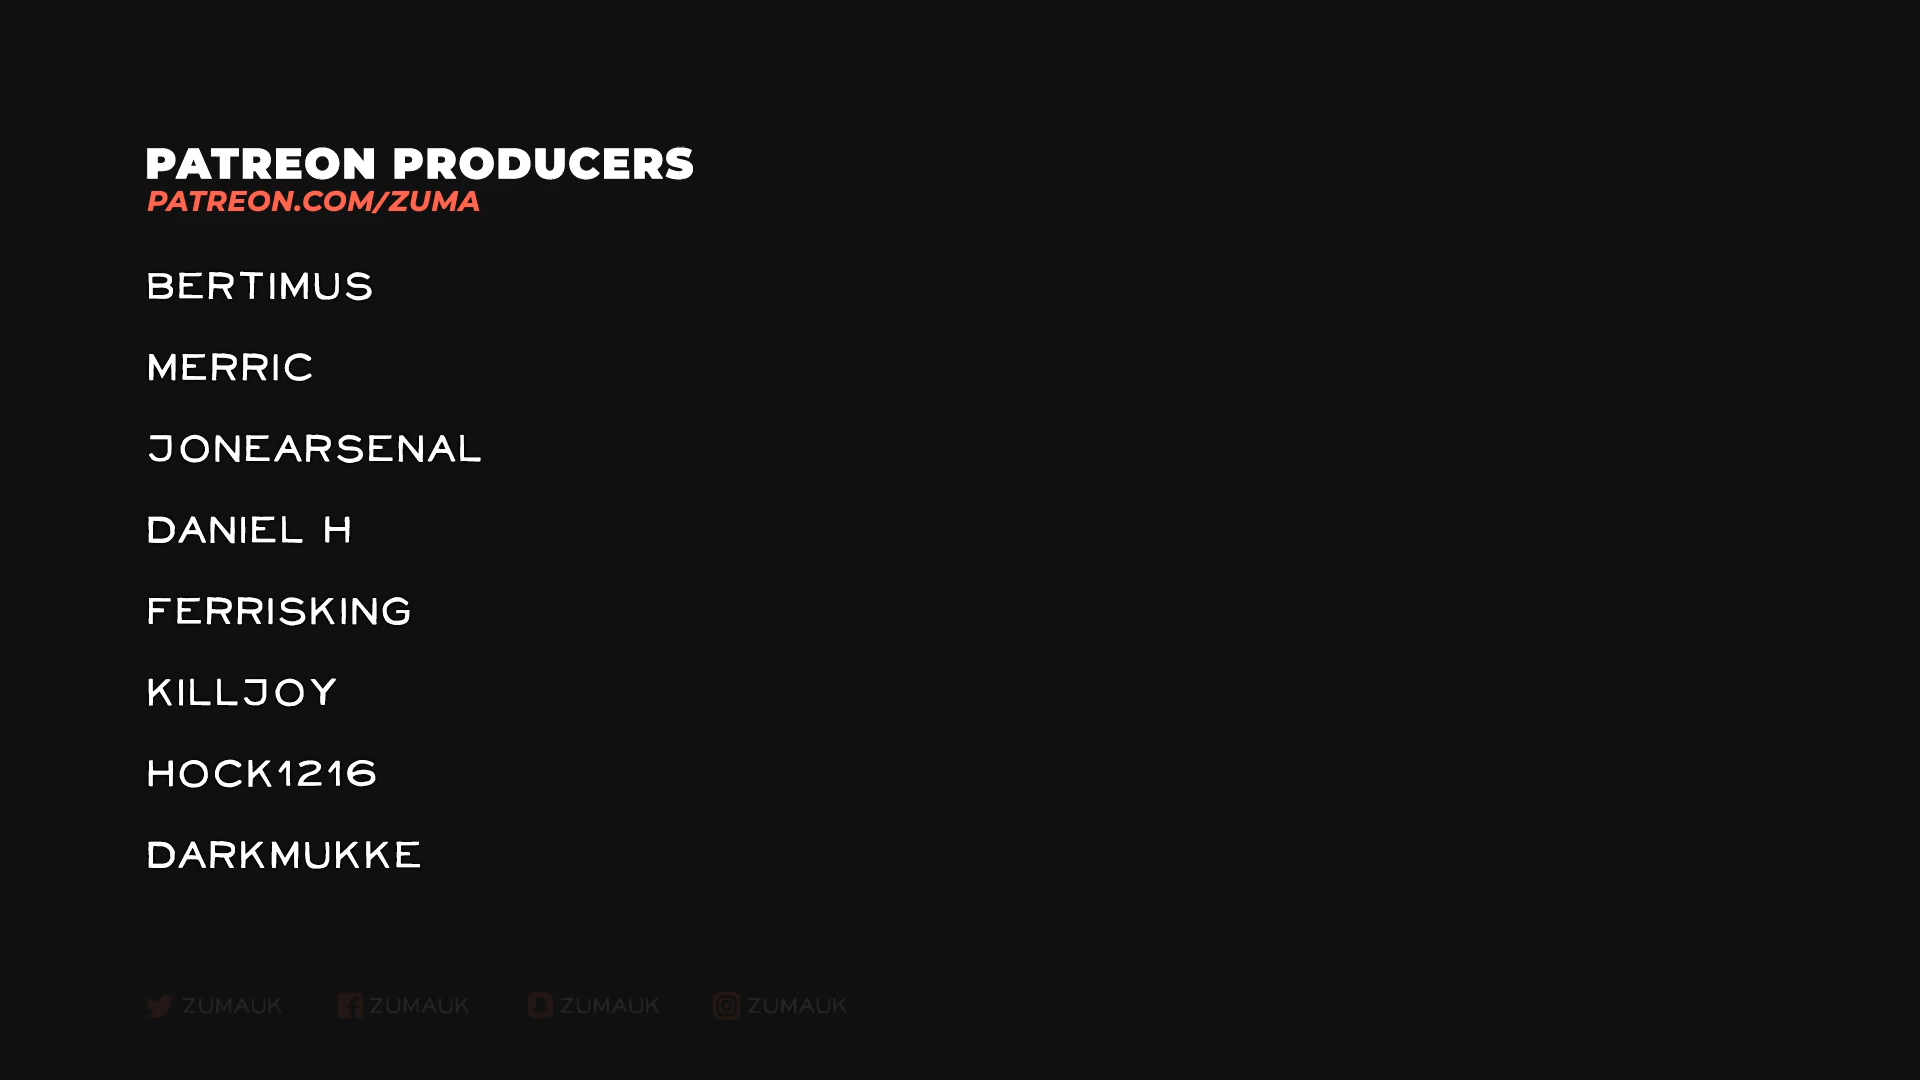 PATREON PRODUCERS
PATREON.COM/ZUMA
BERTIMUS
MERRIC
JONEARSENAL
DANIEL H
FERRISKING
KILLJOY
HOCK1216
DARKMUKKE
ZUMAUK ZUMAUK ZUMAUK ZUMAUK